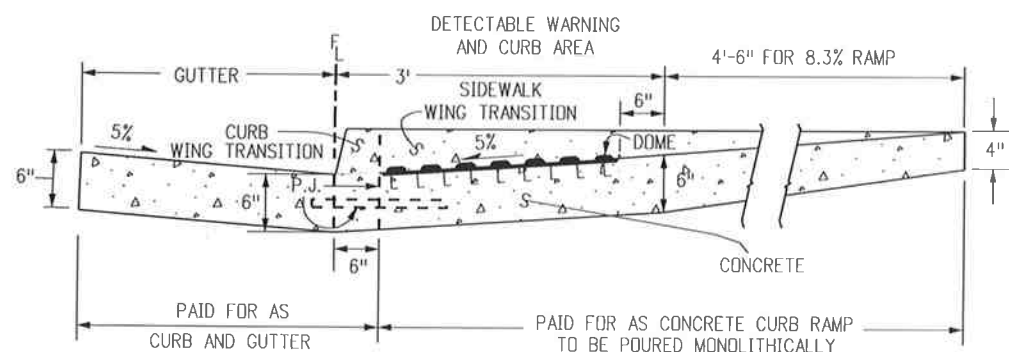 DETECTABLE WARNING
AND CURB AREA
FL
GUTTER
3'
4'-6" FOR 8.3% RAMP
SIDEWALK
WING TRANSITION
6"
CURB
WING TRANSITION
5%
5%
DOME
4"
6"
P.J.
6"
6"
6"
CONCRETE
PAID FOR AS
CURB AND GUTTER
PAID FOR AS CONCRETE CURB RAMP
TO BE POURED MONOLITHICALLY